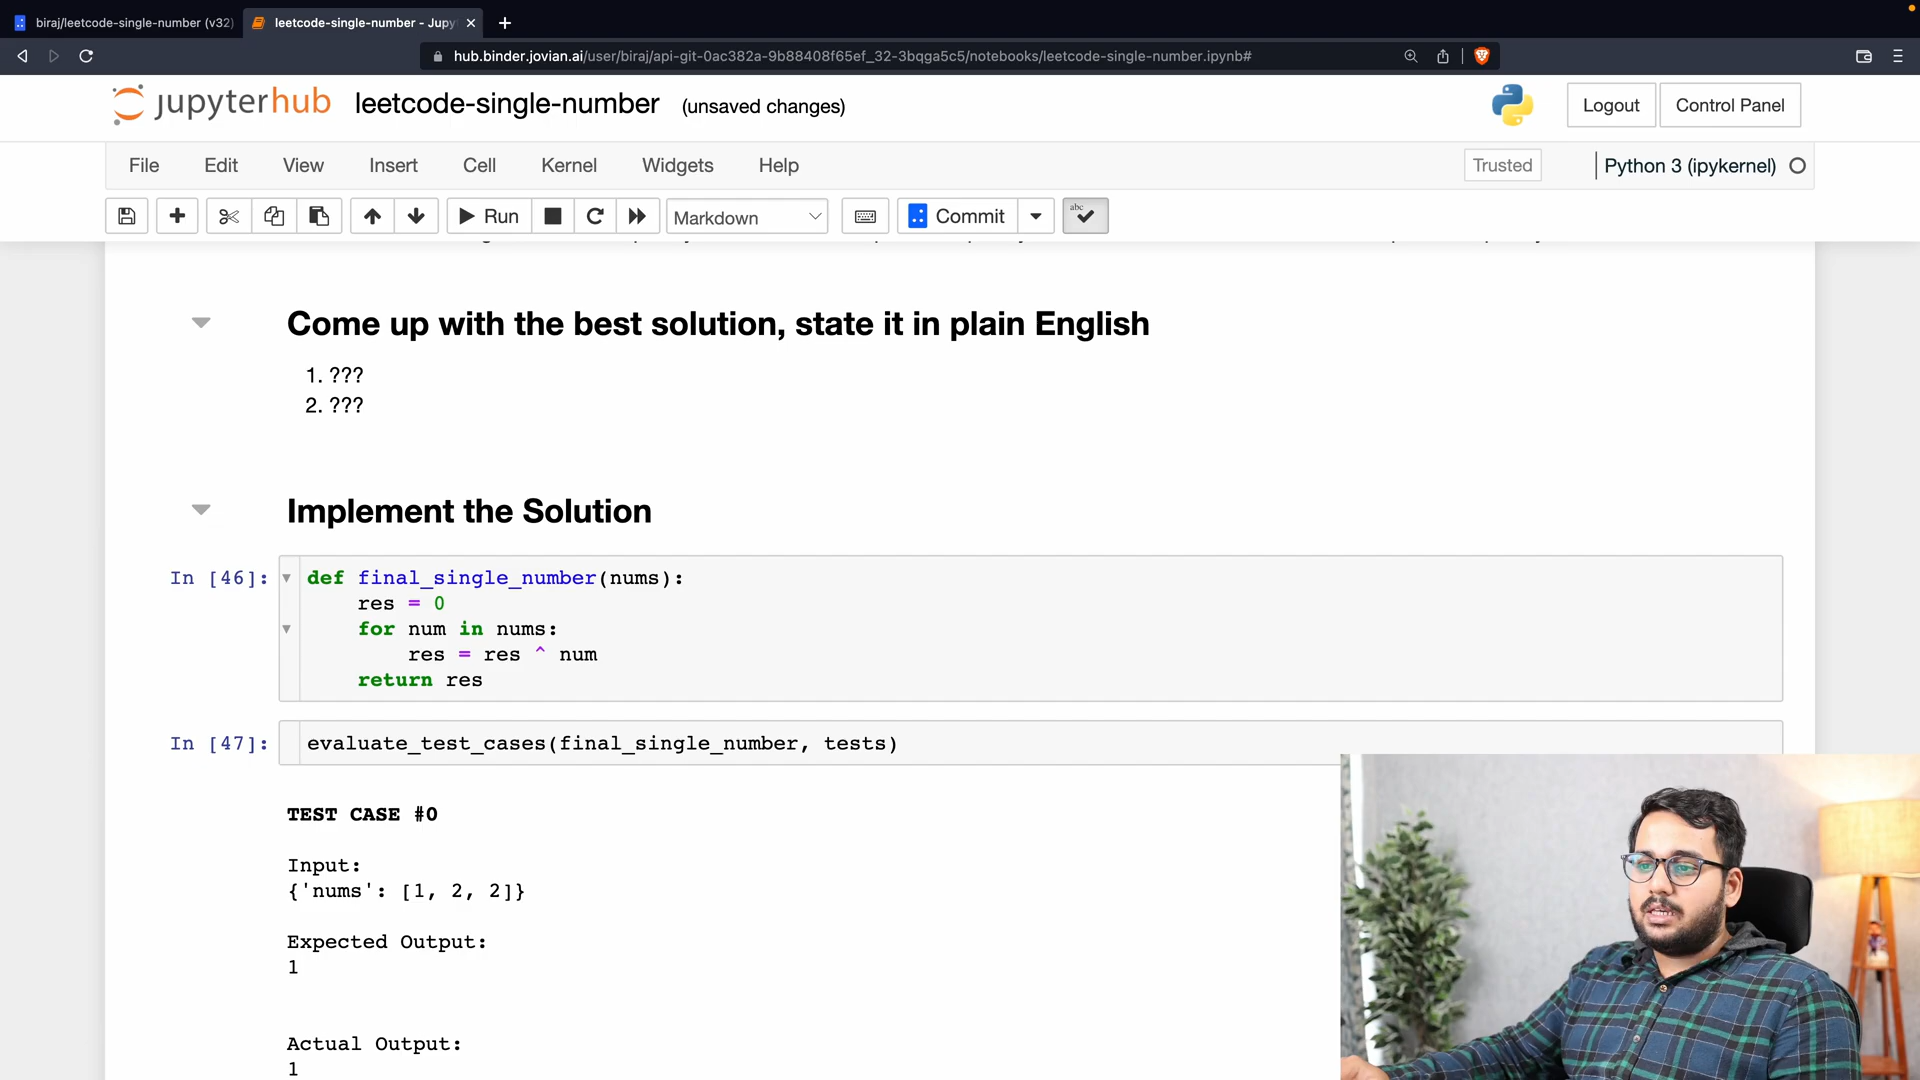 biraj/leetcode-single-number (v32)
leetcode-single-number - Jupy
hub.binder.jovian.ai/user/biraj/api-git-0ac382a-9b88408f65ef_32-3bqga5c5/notebooks/leetcode-single-number.ipynb#
jupyterhub leetcode-single-number (unsaved changes)
Logout Control Panel
File Edit View Insert Cell Kernel Widgets Help
Trusted Python 3 (ipykernel)
Run Markdown Commit abc
Come up with the best solution, state it in plain English
1. ???
2. ???
Implement the Solution
In [46]: def final_single_number(nums):
res = 0
for num in nums:
res = res ^ num
return res
In [47]: evaluate_test_cases(final_single_number, tests)
TEST CASE #0
Input:
{'nums': [1, 2, 2]}
Expected Output:
1
Actual Output:
1